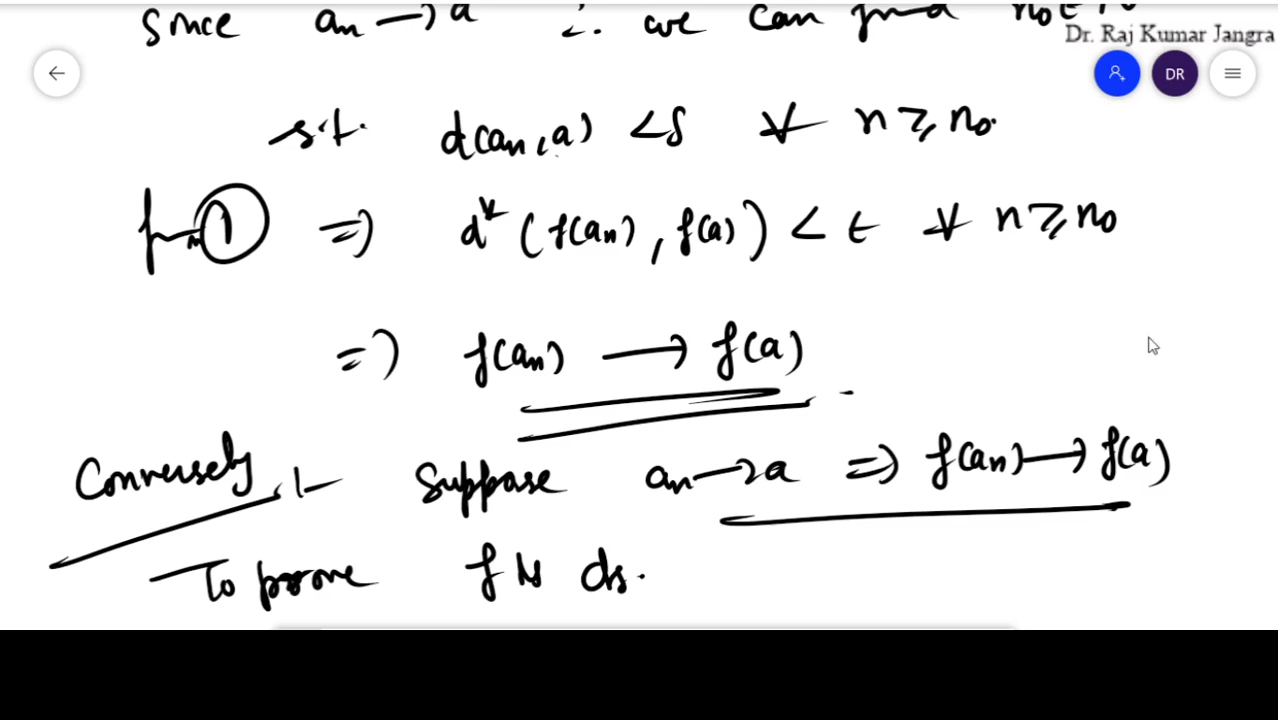 Since an → a ∴ we can find n0 ∈ N
Dr. Raj Kumar Jangra
DR
s.t. d(an, a) < δ ∀ n ≥ n0.
f-n ① => d* (f(an), f(a)) < ε ∀ n ≥ n0
=> f(an) → f(a)
Conversely :- Suppose an → a => f(an) → f(a)
To prove f is cts.